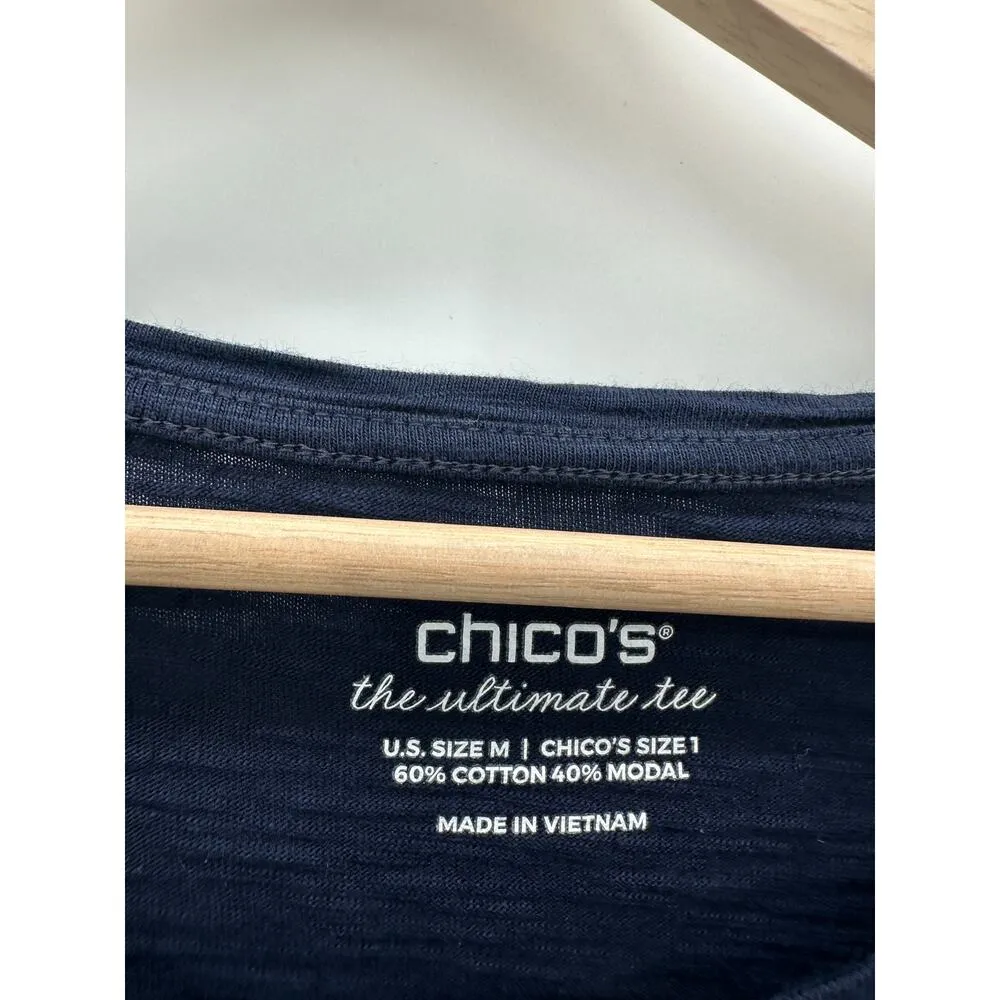 chico's®
the ultimate tee
U.S. SIZE M | CHICO'S SIZE 1
60% COTTON 40% MODAL
MADE IN VIETNAM